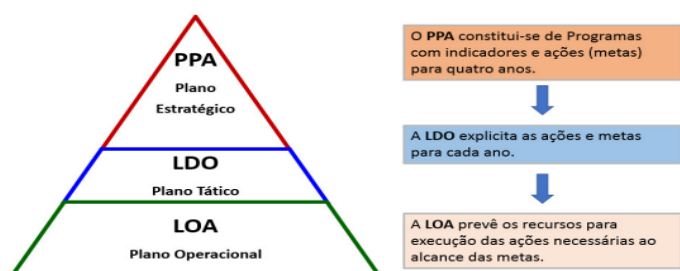 PPA
Plano
Estratégico
LDO
Plano Tático
LOA
Plano Operacional
O PPA constitui-se de Programas
com indicadores e ações (metas)
para quatro anos.
A LDO explicita as ações e metas
para cada ano.
A LOA prevê os recursos para
execução das ações necessárias ao
alcance das metas.